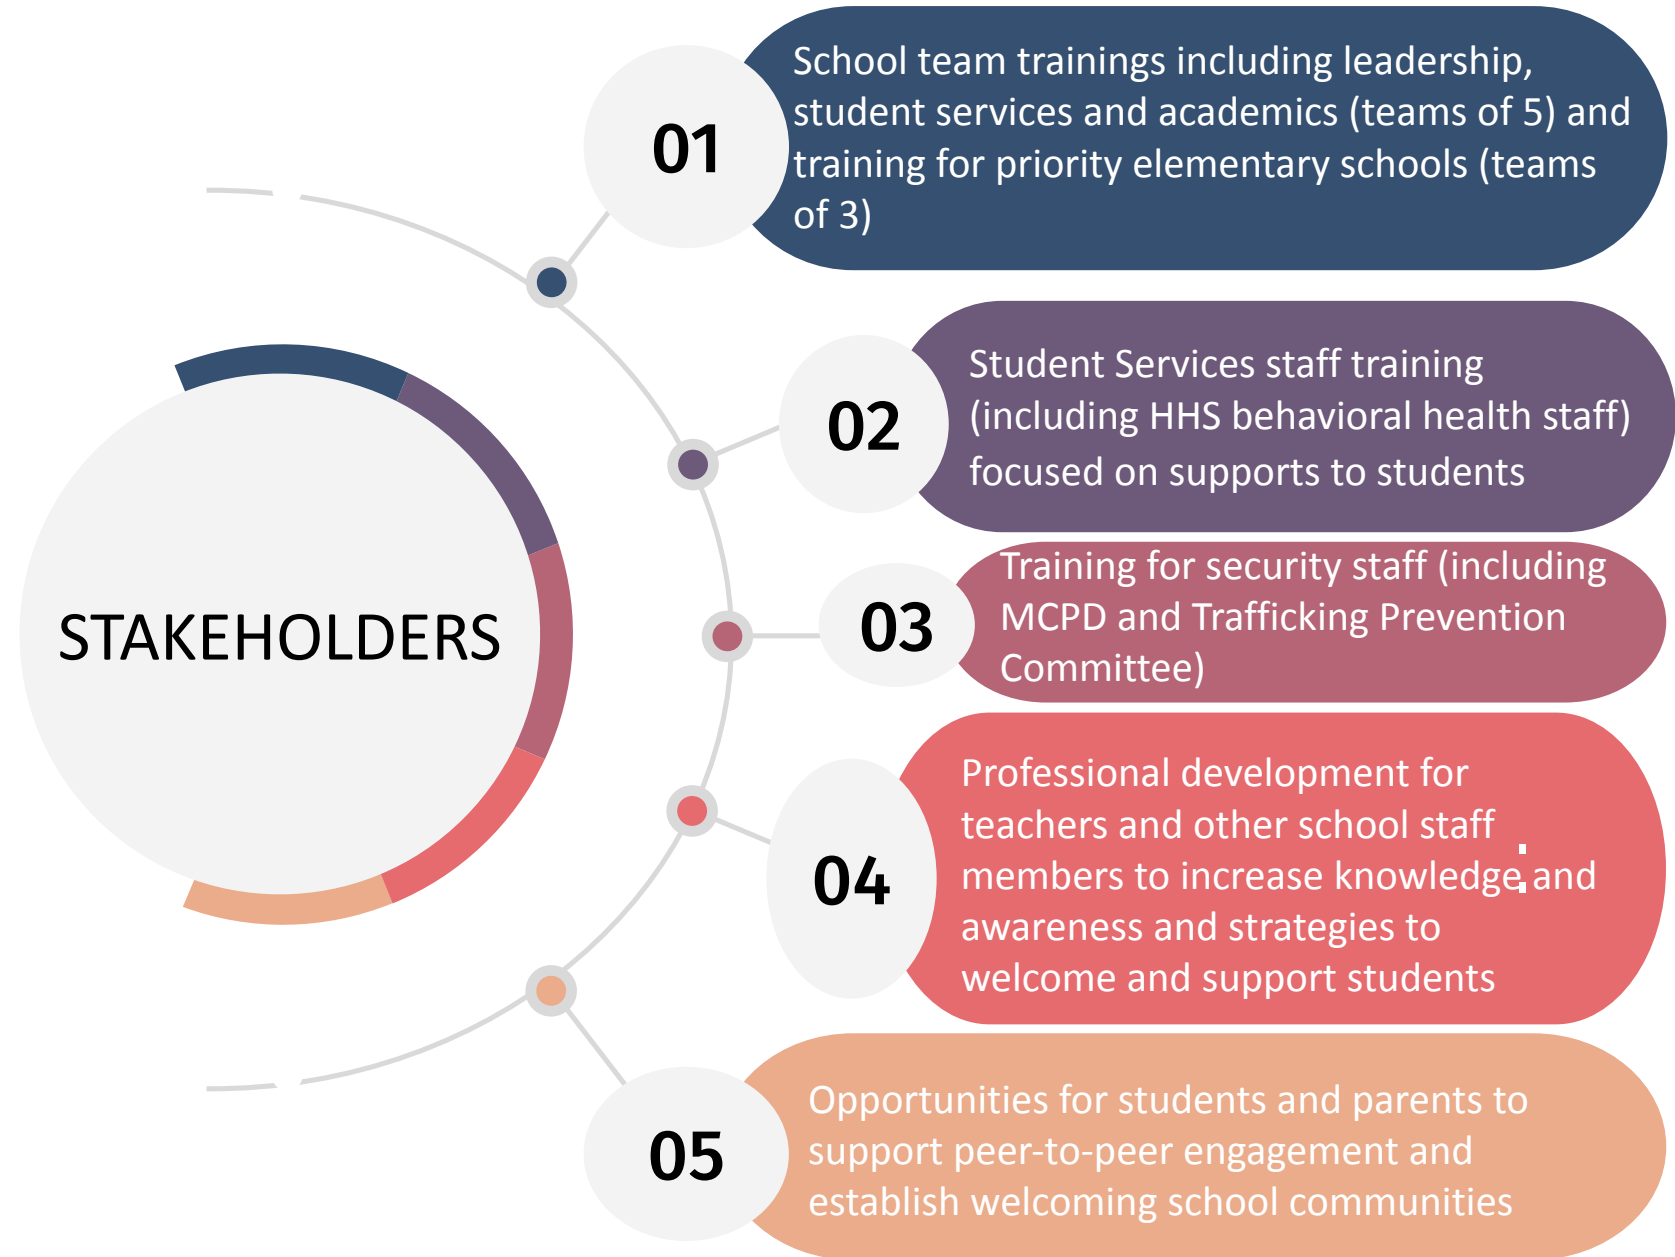 STAKEHOLDERS
01
School team trainings including leadership,
student services and academics (teams of 5) and
training for priority elementary schools (teams
of 3)
02
Student Services staff training
(including HHS behavioral health staff)
focused on supports to students
03
Training for security staff (including
MCPD and Trafficking Prevention
Committee)
04
Professional development for
teachers and other school staff
members to increase knowledge and
awareness and strategies to
welcome and support students
05
Opportunities for students and parents to
support peer-to-peer engagement and
establish welcoming school communities